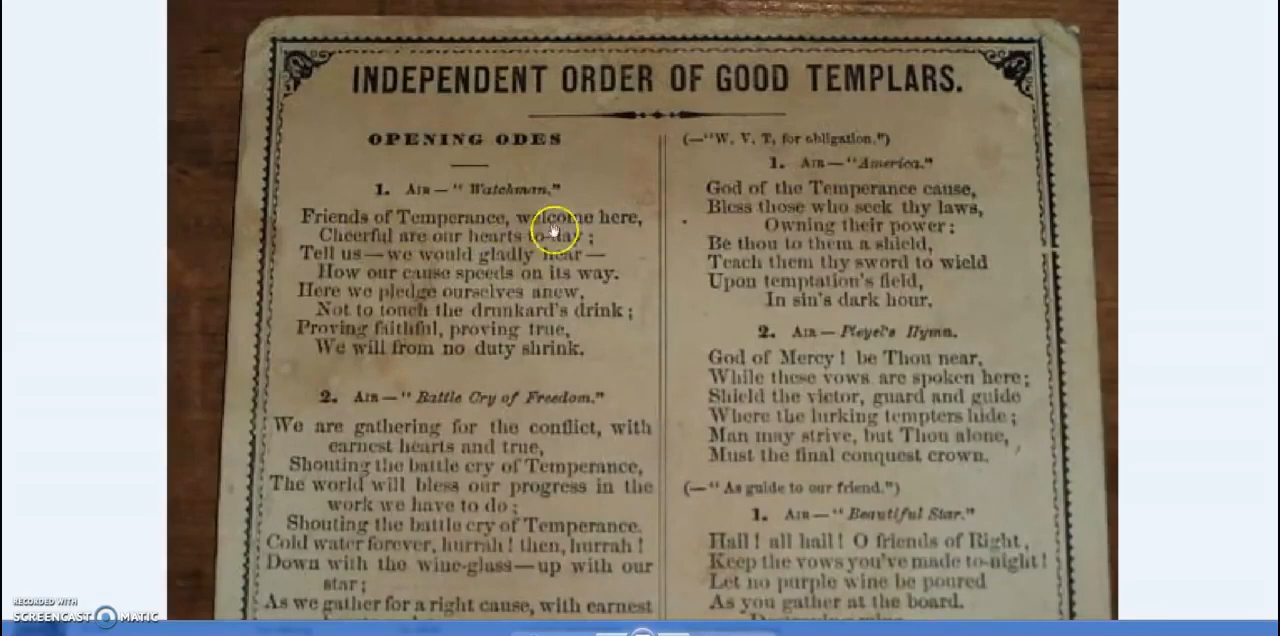 INDEPENDENT ORDER OF GOOD TEMPLARS.
OPENING ODES
1. AIR—"Watchman."
Friends of Temperance, welcome here,
Cheerful are our hearts to-day;
Tell us—we would gladly hear—
How our cause speeds on its way.
Here we pledge ourselves anew,
Not to touch the drunkard's drink;
Proving faithful, proving true,
We will from no duty shrink.
2. AIR—"Battle Cry of Freedom."
We are gathering for the conflict, with
earnest hearts and true,
Shouting the battle cry of Temperance,
The world will bless our progress in the
work we have to do;
Shouting the battle cry of Temperance.
Cold water forever, hurrah! then, hurrah!
Down with the wine-glass—up with our
star;
As we gather for a right cause, with earnest
(—"W. V. T, for obligation.")
1. AIR—"America."
God of the Temperance cause,
Bless those who seek thy laws,
Owning their power;
Be thou to them a shield,
Teach them thy sword to wield
Upon temptation's field,
In sin's dark hour.
2. AIR—Pleyel's Hymn.
God of Mercy! be Thou near,
While these vows are spoken here;
Shield the victor, guard and guide
Where the lurking tempters hide;
Man may strive, but Thou alone,
Must the final conquest crown.
(—"As guide to our friend.")
1. AIR—"Beautiful Star."
Hail! all hail! O friends of Right,
Keep the vows you've made to-night!
Let no purple wine be poured
As you gather at the board.
RECORDED WITH
SCREENCAST MATIC